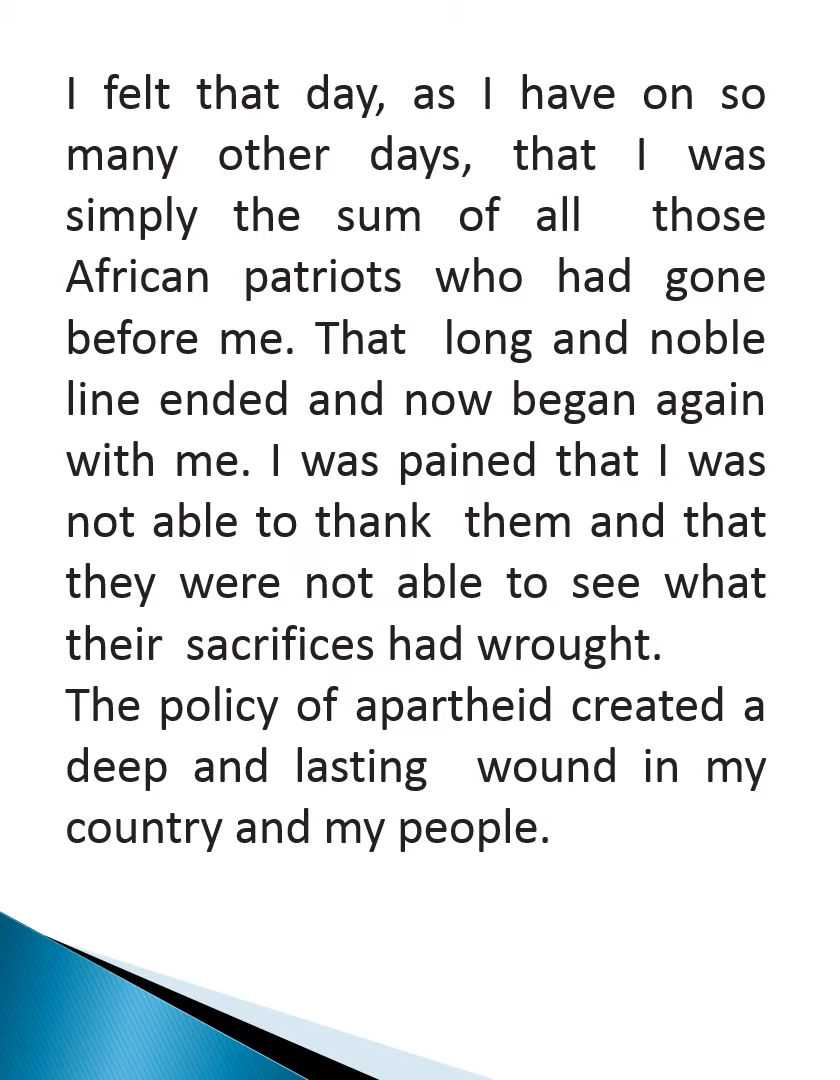 I felt that day, as I have on so
many other days, that I was
simply the sum of all those
African patriots who had gone
before me. That long and noble
line ended and now began again
with me. I was pained that I was
not able to thank them and that
they were not able to see what
their sacrifices had wrought.
The policy of apartheid created a
deep and lasting wound in my
country and my people.